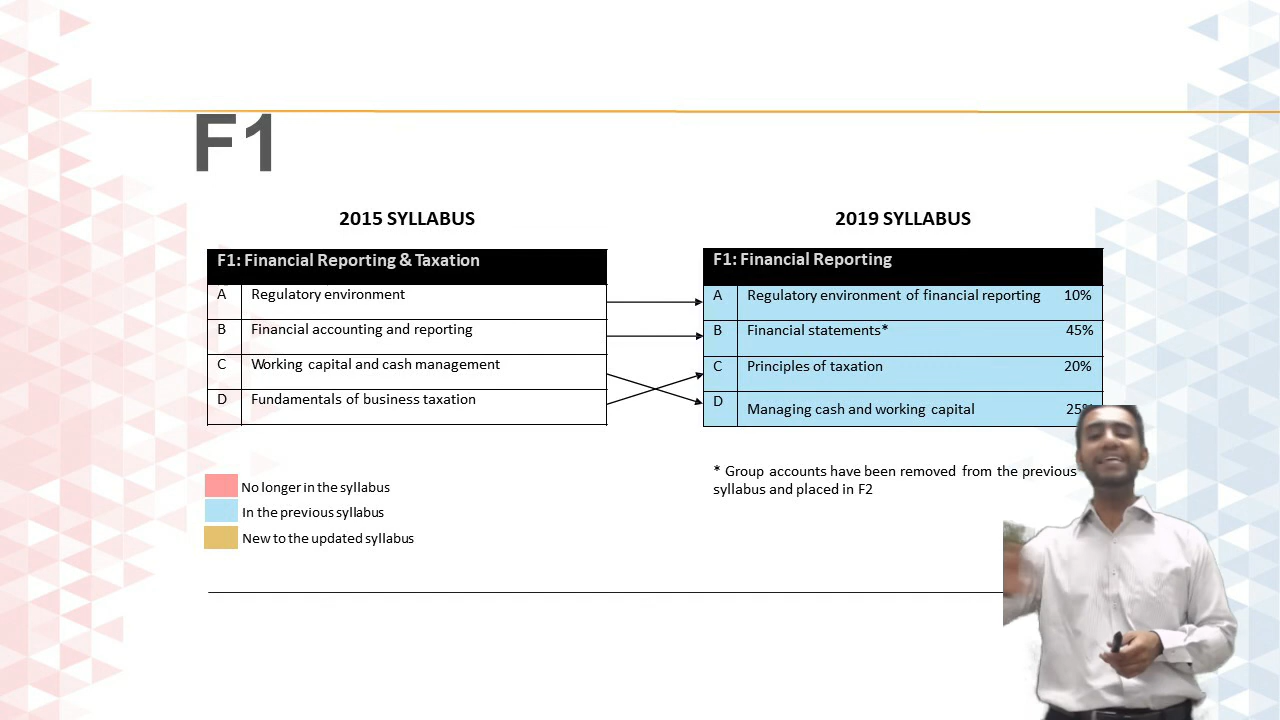 F1
2015 SYLLABUS
F1: Financial Reporting & Taxation
A Regulatory environment
B Financial accounting and reporting
C Working capital and cash management
D Fundamentals of business taxation
2019 SYLLABUS
F1: Financial Reporting
A Regulatory environment of financial reporting 10%
B Financial statements* 45%
C Principles of taxation 20%
D Managing cash and working capital 25%
* Group accounts have been removed from the previous
syllabus and placed in F2
No longer in the syllabus
In the previous syllabus
New to the updated syllabus